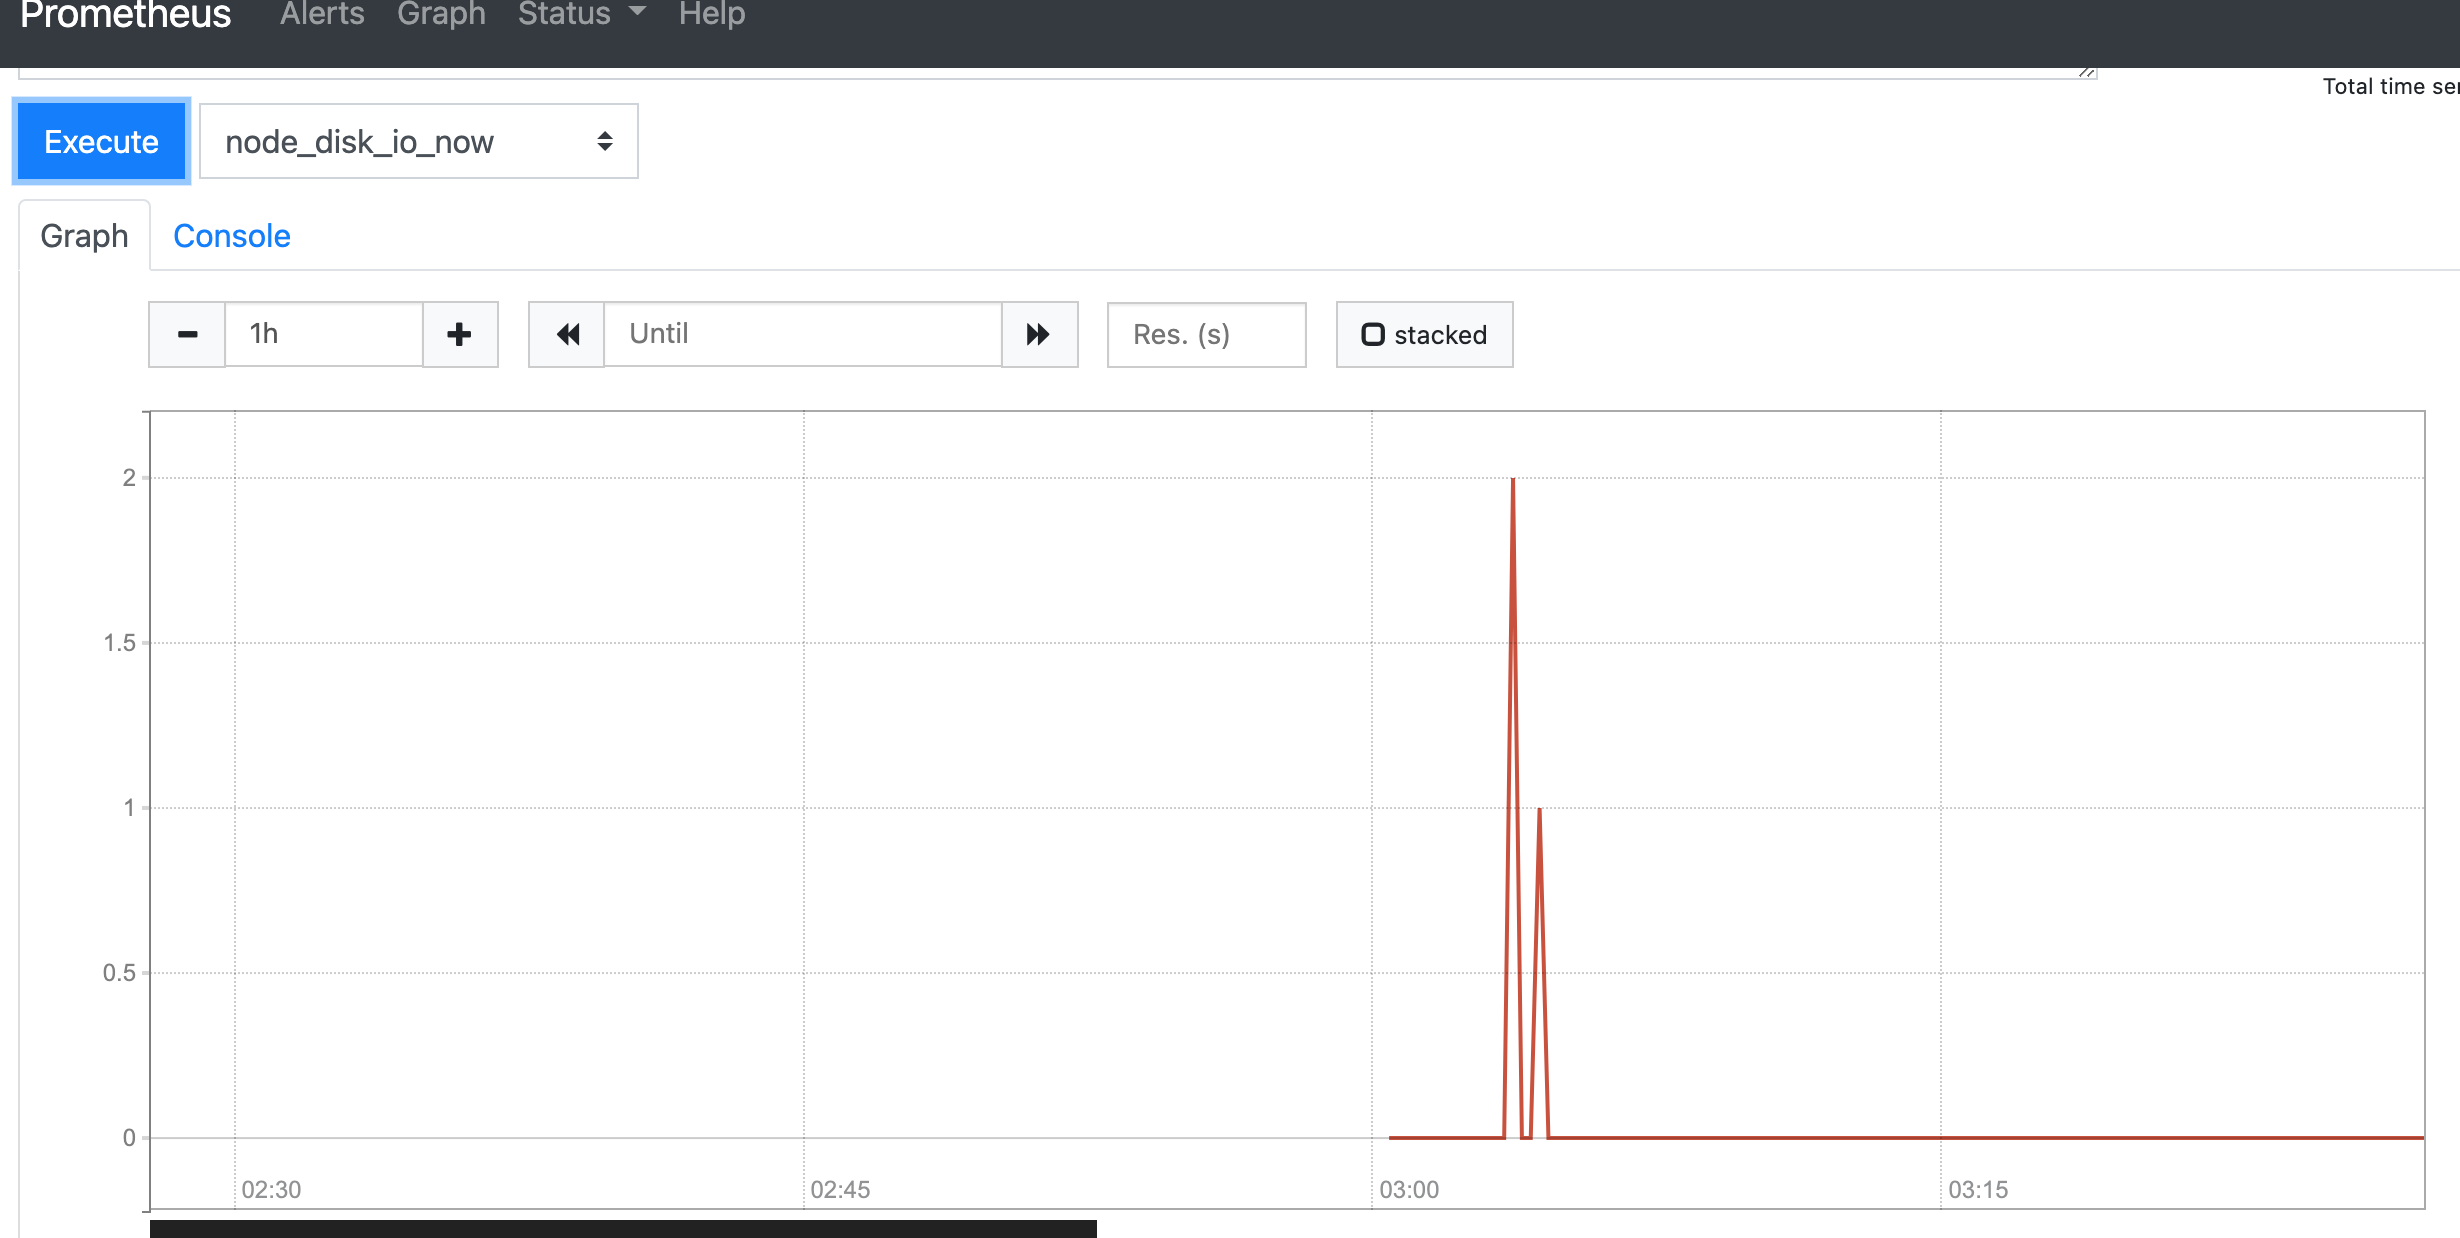 Prometheus Alerts Graph Status Help
Total time
Execute node_disk_io_now
Graph Console
1h Until Res. (s) stacked
2
1.5
1
0.5
0
02:30 02:45 03:00 03:15